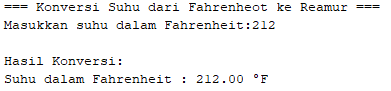 === Konversi Suhu dari Fahrenheot ke Reamur ===
Masukkan suhu dalam Fahrenheit:212
Hasil Konversi:
Suhu dalam Fahrenheit : 212.00 °F